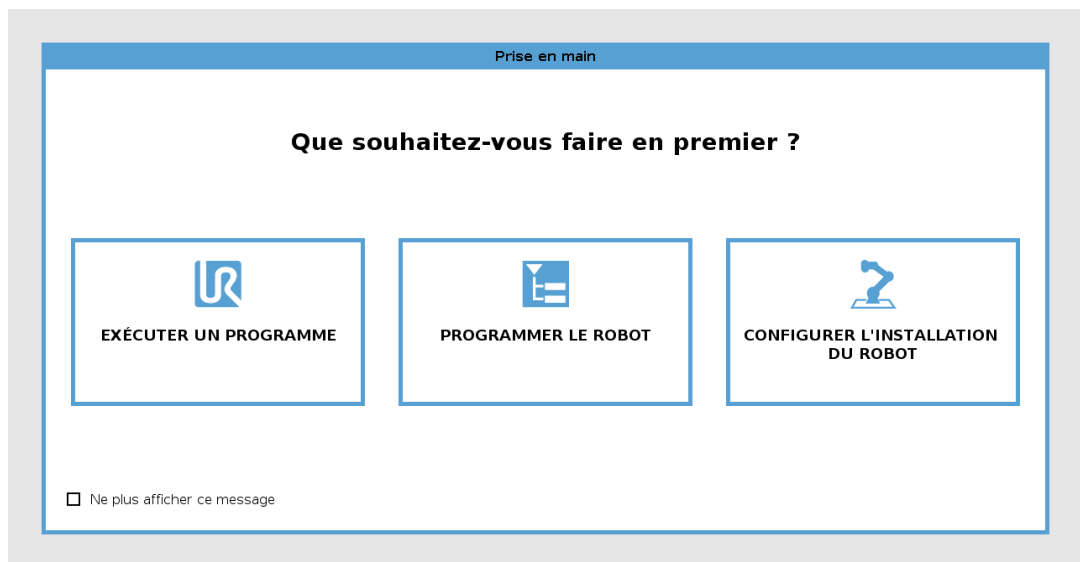 Prise en main
Que souhaitez-vous faire en premier ?
EXÉCUTER UN PROGRAMME
PROGRAMMER LE ROBOT
CONFIGURER L'INSTALLATION
DU ROBOT
Ne plus afficher ce message